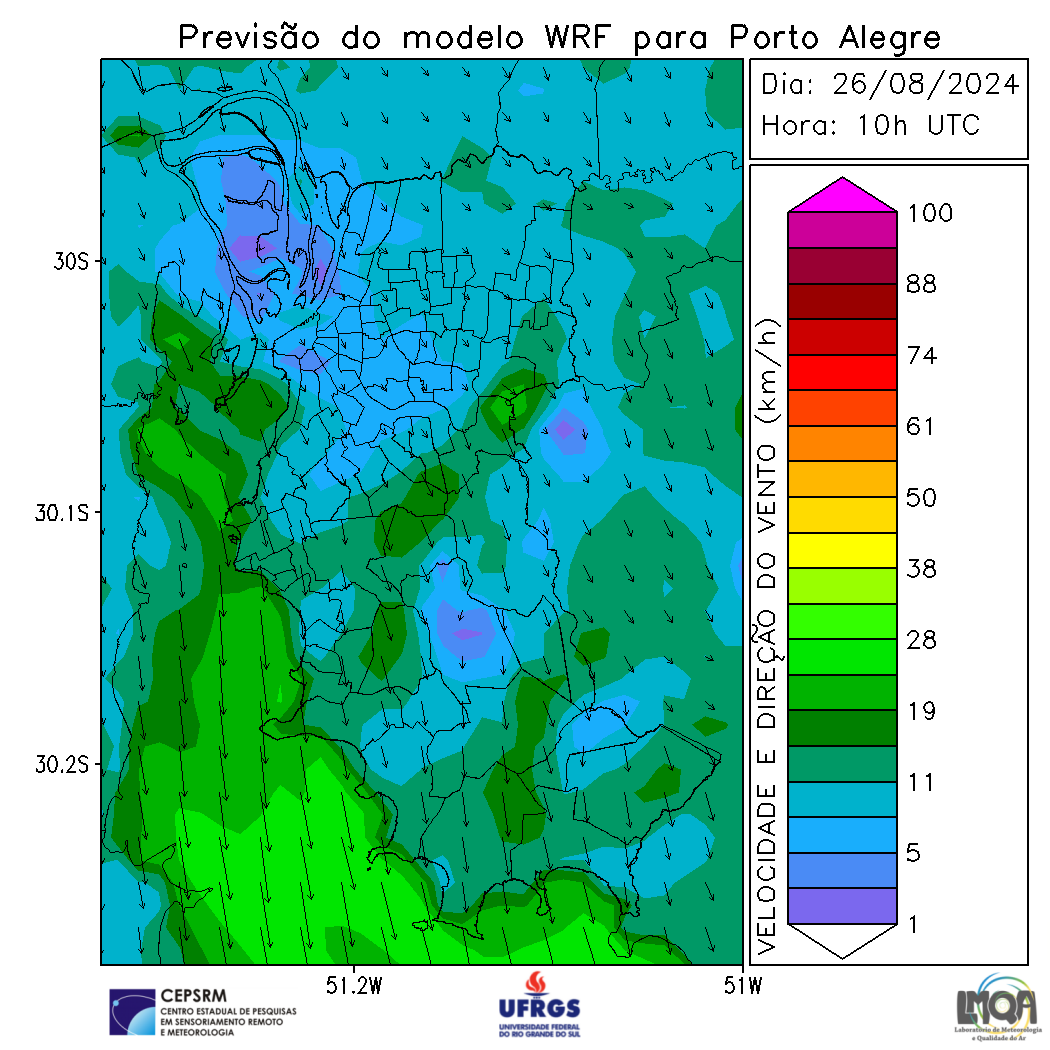 Previsão do modelo WRF para Porto Alegre
Dia: 26/08/2024
Hora: 10h UTC
30S
30.1S
30.2S
51.2W
51W
VELOCIDADE E DIREÇÃO DO VENTO (km/h)
100
88
74
61
50
38
28
19
11
5
1
CEPSRM
CENTRO ESTADUAL DE PESQUISAS
EM SENSORIAMENTO REMOTO
E METEOROLOGIA
UFRGS
UNIVERSIDADE FEDERAL
DO RIO GRANDE DO SUL
LMQA
Laboratório de Meteorologia
e Qualidade do Ar